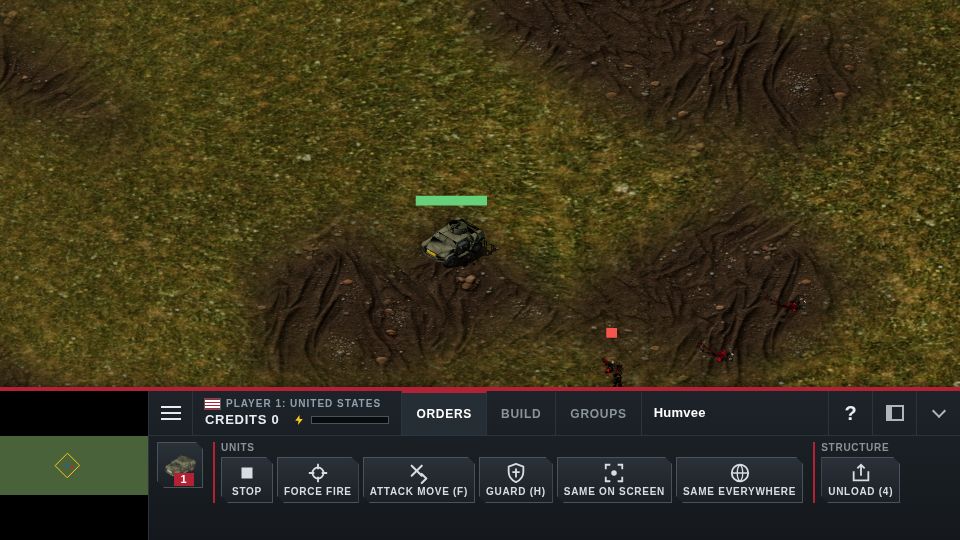 PLAYER 1: UNITED STATES
CREDITS 0
ORDERS
BUILD
GROUPS
Humvee
?
1
UNITS
STOP
FORCE FIRE
ATTACK MOVE (F)
GUARD (H)
SAME ON SCREEN
SAME EVERYWHERE
STRUCTURE
UNLOAD (4)